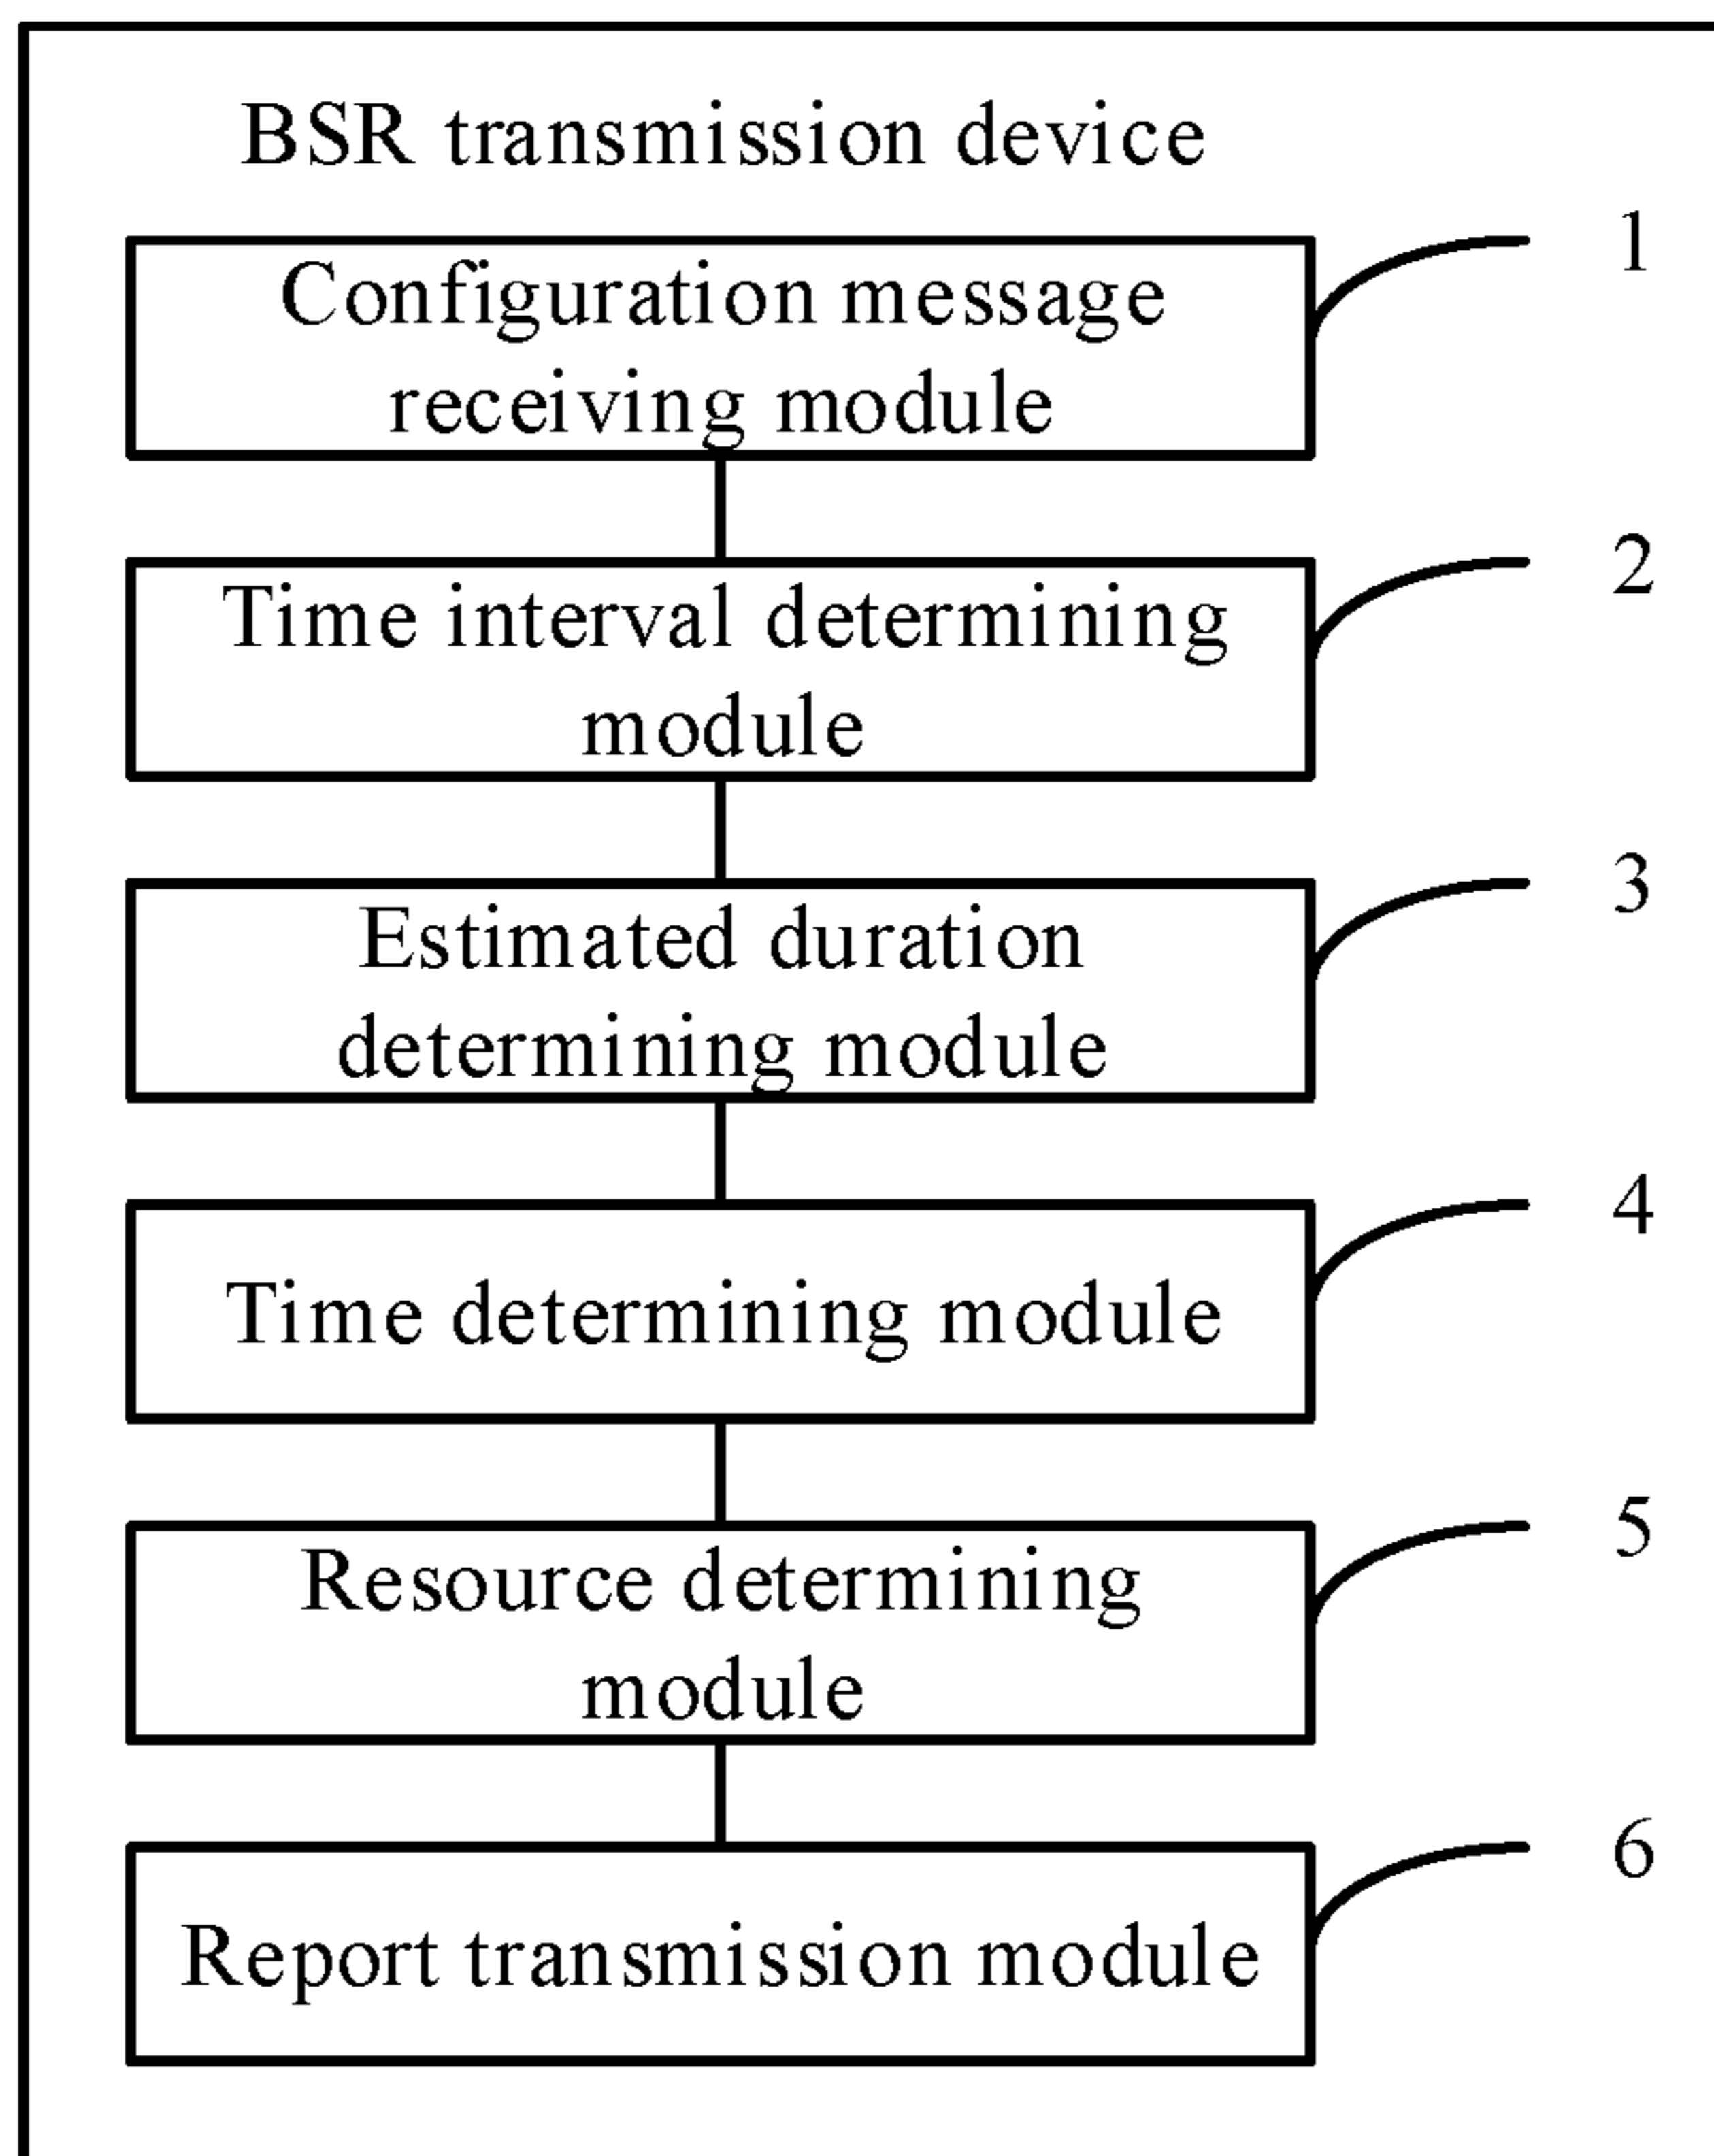 BSR transmission device
1
Configuration message
receiving module
2
Time interval determining
module
3
Estimated duration
determining module
4
Time determining module
5
Resource determining
module
6
Report transmission module